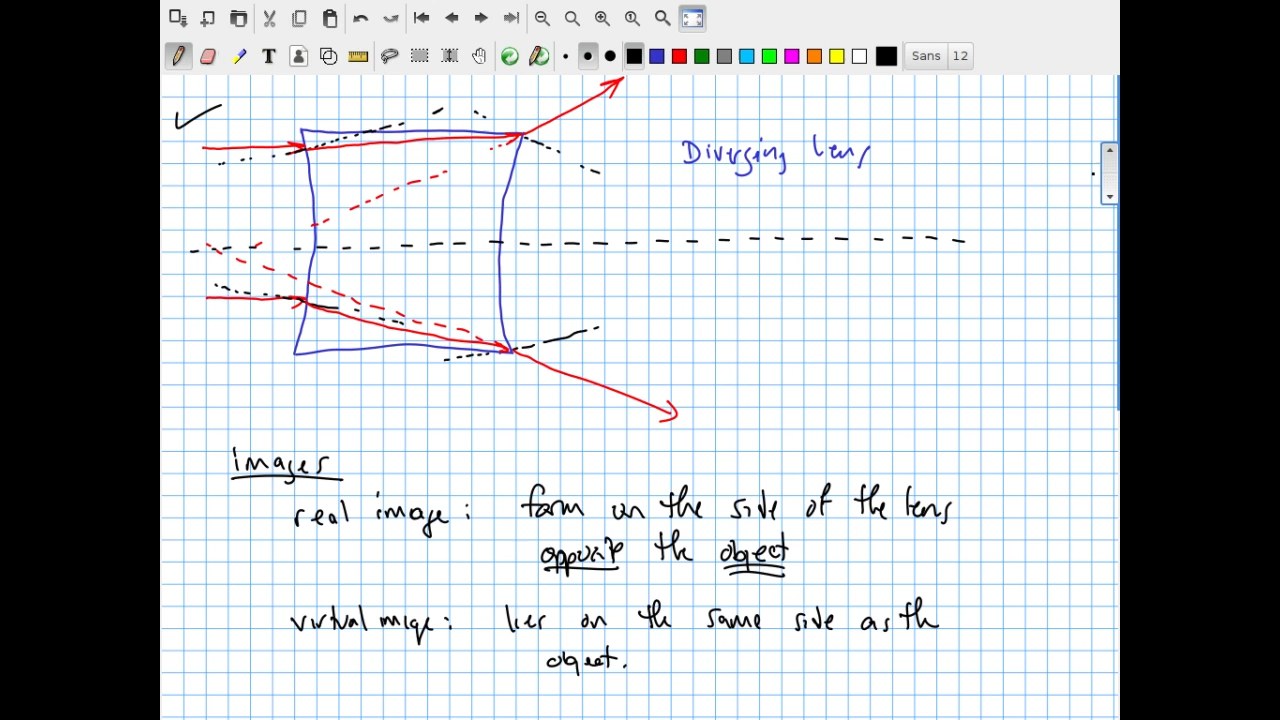 Sans 12
Diverging lens
images
real image : form on the side of the lens
opposite the object
virtual image : lies on the same side as the
object.